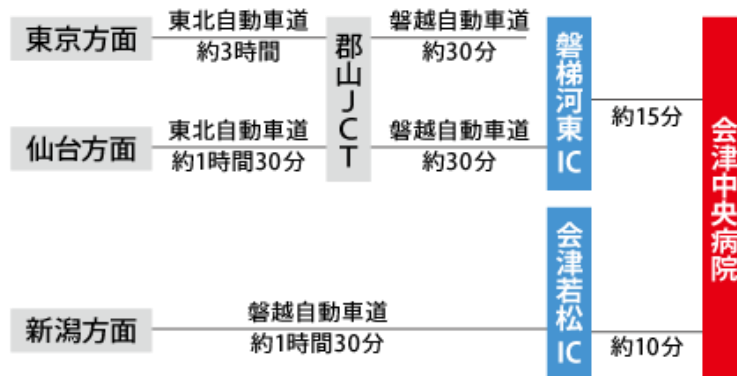 東京方面
東北自動車道
約3時間
郡山JCT
磐越自動車道
約30分
磐梯河東IC
約15分
会津中央病院
仙台方面
東北自動車道
約1時間30分
磐越自動車道
約30分
新潟方面
磐越自動車道
約1時間30分
会津若松IC
約10分